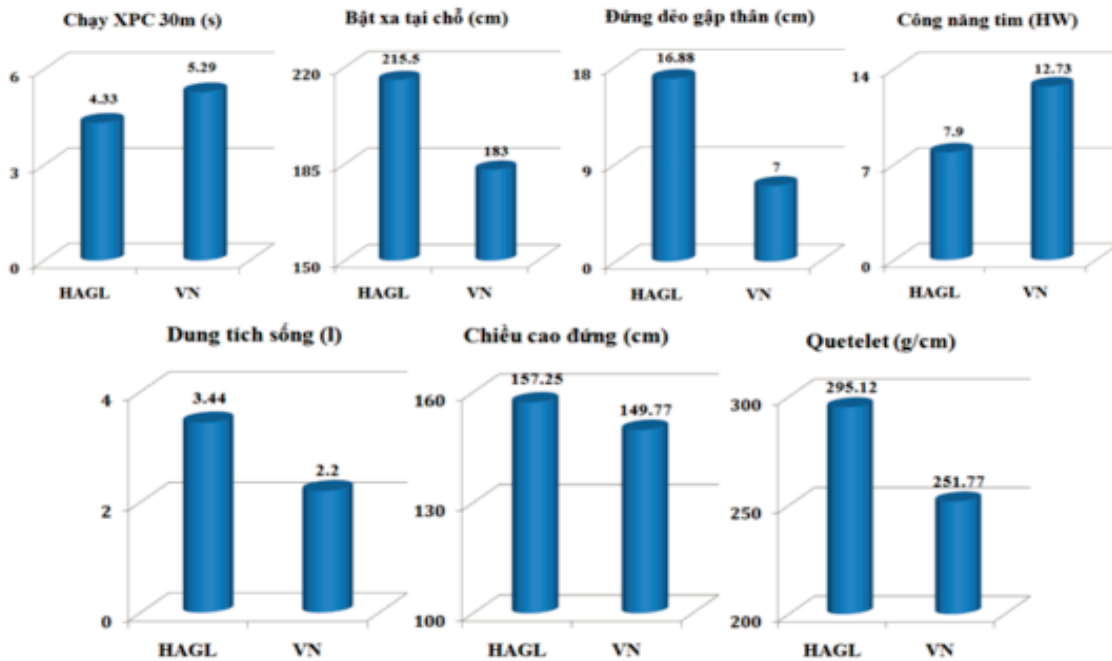 Chạy XPC 30m (s)
6
3
0
4.33
5.29
HAGL VN
Bật xa tại chỗ (cm)
220
185
150
215.5
183
HAGL VN
Đứng dẻo gập thân (cm)
18
9
0
16.88
7
HAGL VN
Công năng tim (HW)
14
7
0
7.9
12.73
HAGL VN
Dung tích sống (l)
4
2
0
3.44
2.2
HAGL VN
Chiều cao đứng (cm)
160
130
100
157.25
149.77
HAGL VN
Quetelet (g/cm)
300
250
200
295.12
251.77
HAGL VN